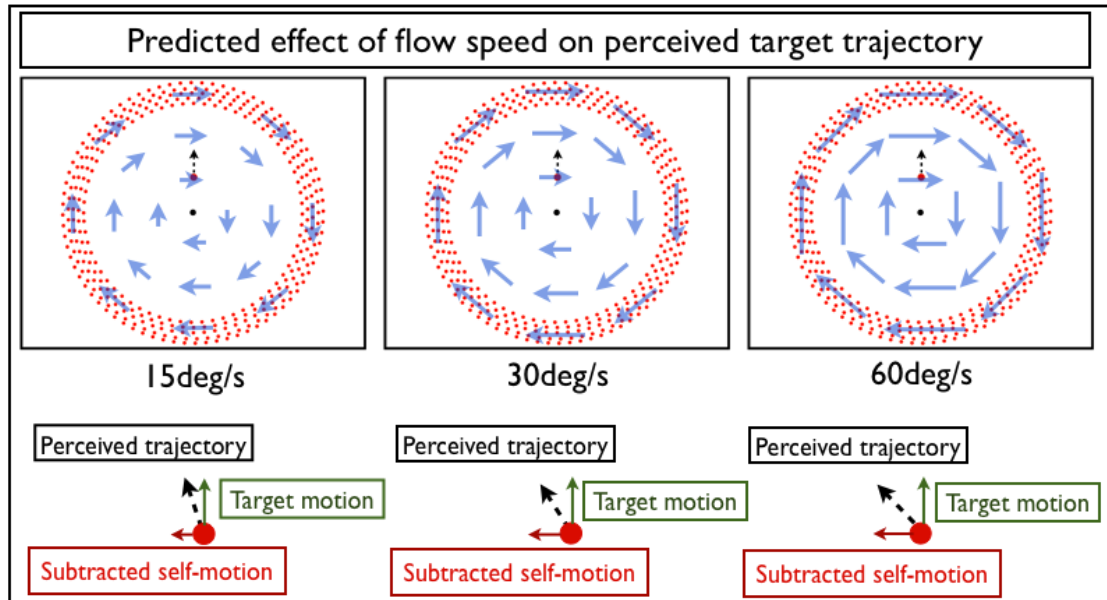 Predicted effect of flow speed on perceived target trajectory
15deg/s
30deg/s
60deg/s
Perceived trajectory
Target motion
Subtracted self-motion
Perceived trajectory
Target motion
Subtracted self-motion
Perceived trajectory
Target motion
Subtracted self-motion